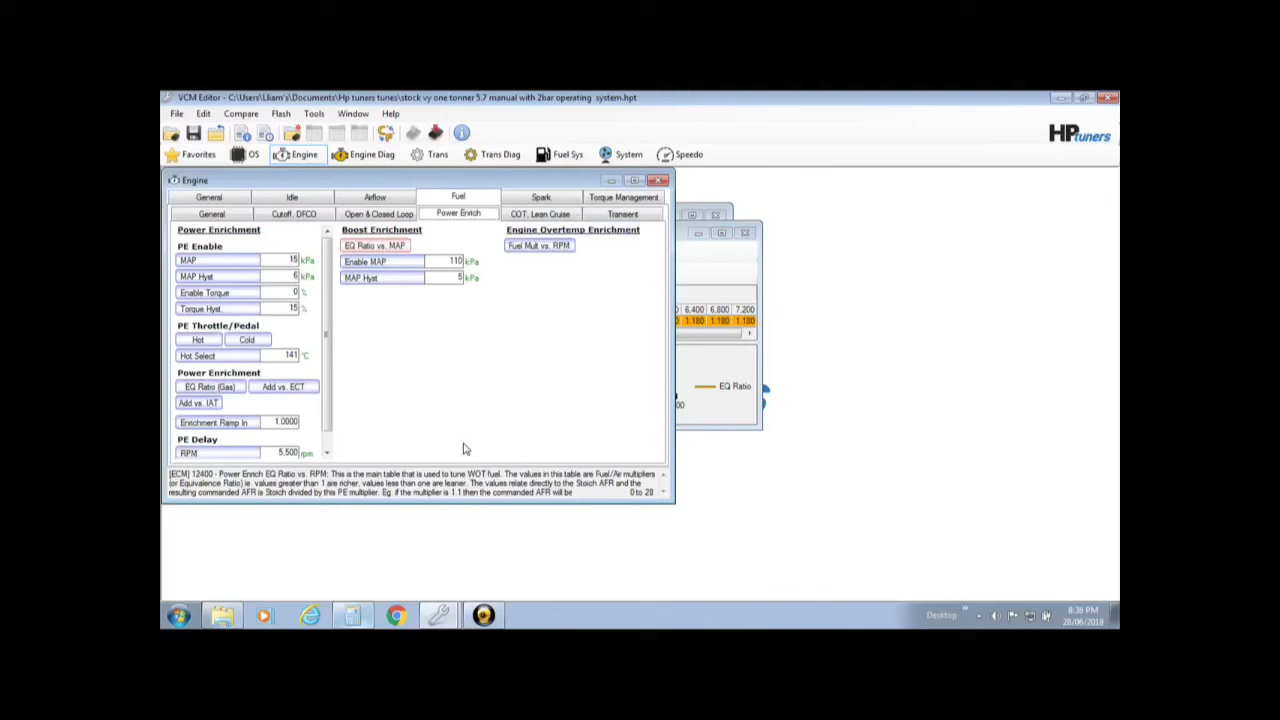 VCM Editor - C:\Users\Lliam's\Documents\Hp tuners tunes\stock vy one tonner 5.7 manual with 2bar operating system.hpt
File Edit Compare Flash Tools Window Help
HPtuners
Favorites OS Engine Engine Diag Trans Trans Diag Fuel Sys System Speedo
Engine
General Idle Airflow Fuel Spark Torque Management
General Cutoff, DFCO Open & Closed Loop Power Enrich COT, Lean Cruise Transient
Power Enrichment Boost Enrichment Engine Overtemp Enrichment
PE Enable EQ Ratio vs. MAP Fuel Mult vs. RPM
MAP 15 kPa Enable MAP 110 kPa
MAP Hyst 6 kPa MAP Hyst 5 kPa
Enable Torque 0 %
Torque Hyst 15 %
6,400 6,800 7,200
1.180 1.180 1.180
PE Throttle/Pedal
Hot Cold
Hot Select 141 °C
Power Enrichment
EQ Ratio (Gas) Add vs. ECT EQ Ratio
Add vs. IAT
Enrichment Ramp In 1.0000
PE Delay
RPM 5,500 rpm
[ECM] 12400 - Power Enrich EQ Ratio vs. RPM: This is the main table that is used to tune WOT fuel. The values in this table are Fuel/Air multipliers
(or Equivalence Ratio) ie. values greater than 1 are richer, values less than one are leaner. The values relate directly to the Stoich AFR and the
resulting commanded AFR is Stoich divided by this PE multiplier. Eg. if the multiplier is 1.1 then the commanded AFR will be 0 to 28
Desktop 8:38 PM
28/06/2018